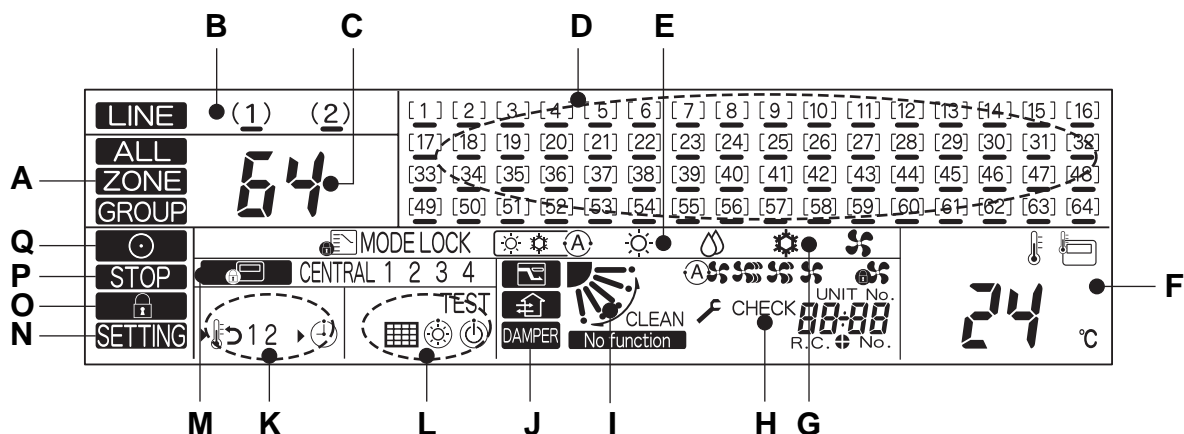 B C D E
LINE (1) (2)
[1] [2] [3] [4] [5] [6] [7] [8] [9] [10] [11] [12] [13] [14] [15] [16]
[17] [18] [19] [20] [21] [22] [23] [24] [25] [26] [27] [28] [29] [30] [31] [32]
[33] [34] [35] [36] [37] [38] [39] [40] [41] [42] [43] [44] [45] [46] [47] [48]
[49] [50] [51] [52] [53] [54] [55] [56] [57] [58] [59] [60] [61] [62] [63] [64]
ALL
A ZONE 64
GROUP
Q MODE LOCK A
P STOP CENTRAL 1 2 3 4 A
O TEST UNIT No.
N SETTING 12 CLEAN CHECK 88:88
DAMPER No function R.C. No.
24 °C F
M K L J I H G